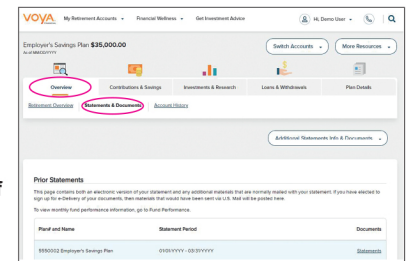 VOYA My Retirement Accounts Financial Wellness Get Investment Advice Hi, Demo User
Employer's Savings Plan $35,000.00
As of MM/DD/YYYY
Switch Accounts More Resources
Overview Contributions & Savings Investments & Research Loans & Withdrawals Plan Details
Retirement Overview Statements & Documents Account History
Additional Statements Info & Documents
f
Prior Statements
This page contains both an electronic version of your statement and any additional materials that are normally mailed with your statement. If you have elected to
sign up for e-Delivery of your documents, then materials that would have been sent via U.S. Mail will be posted here.
To view monthly fund performance information, go to Fund Performance.
Plan# and Name Statement Period Documents
5550002 Employer's Savings Plan 01/01/YYYY - 03/31/YYYY Statements